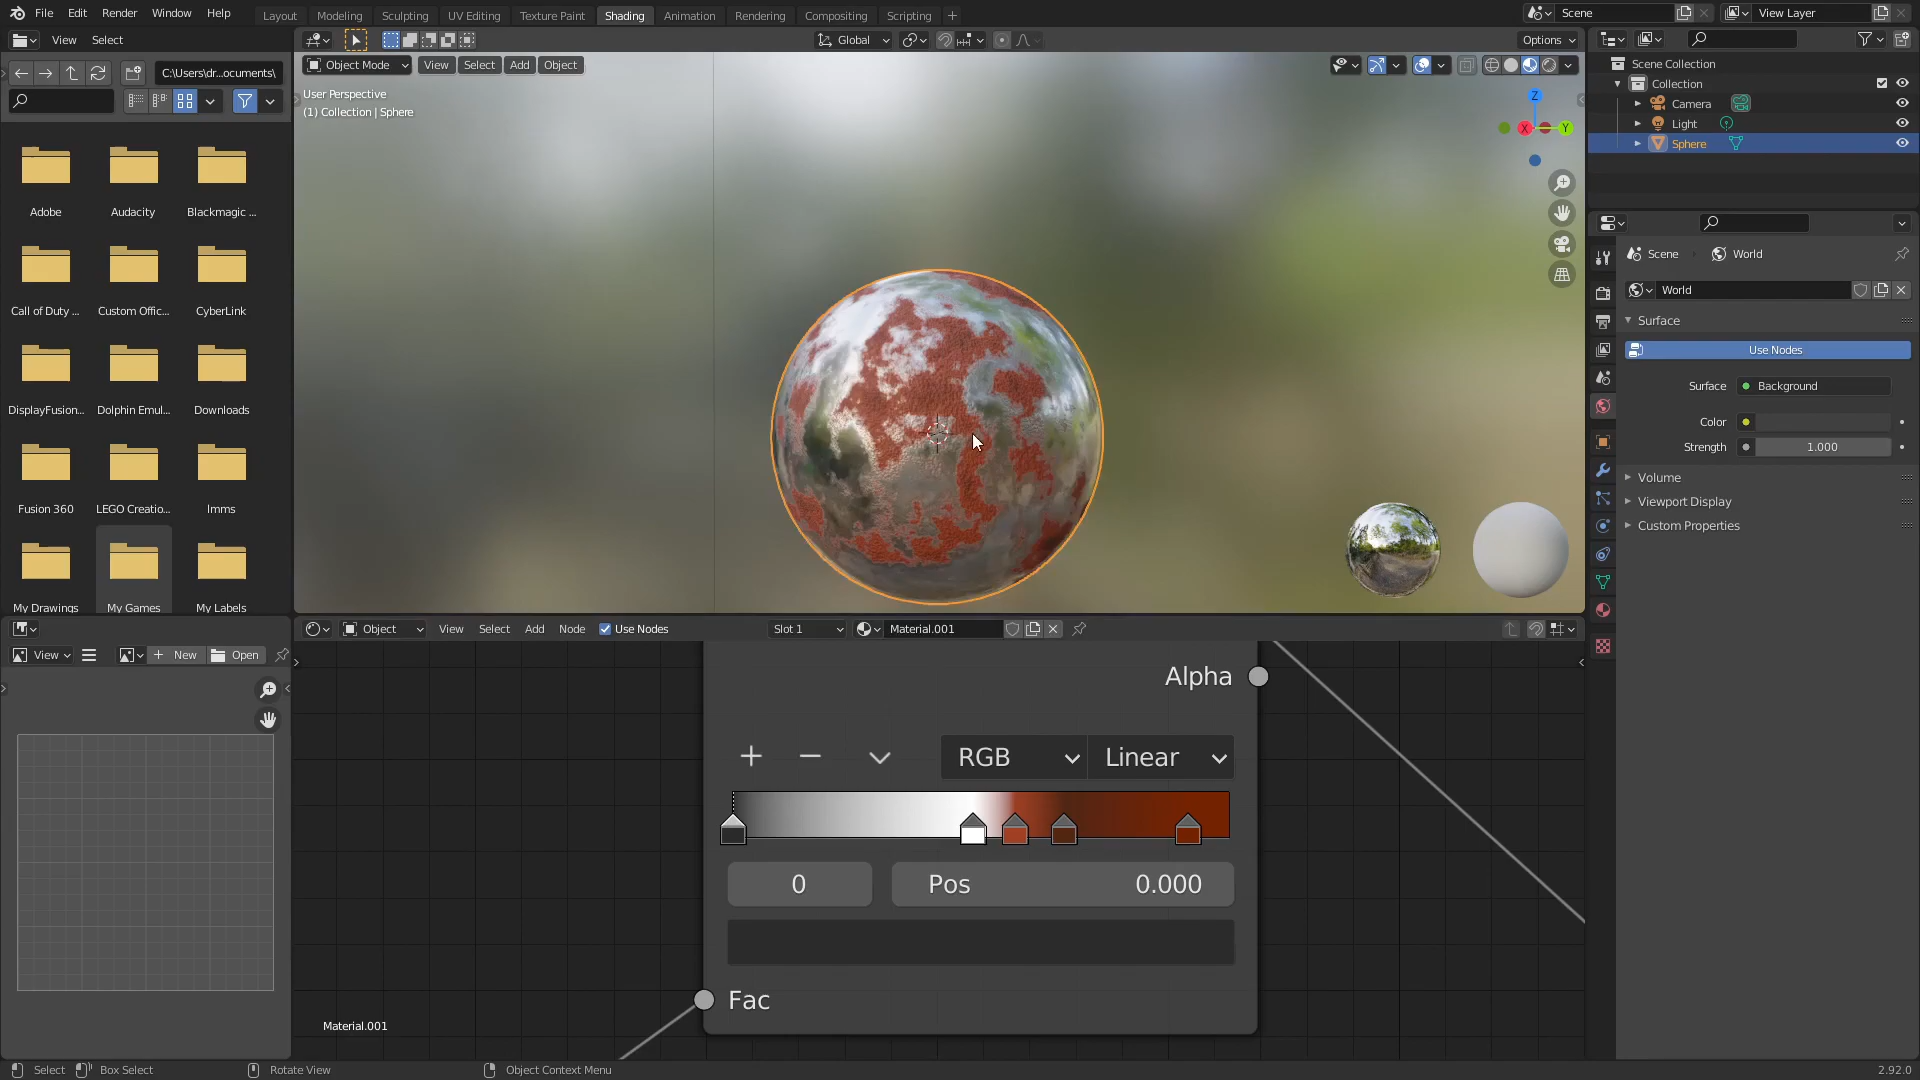 File Edit Render Window Help Layout Modeling Sculpting UV Editing Texture Paint Shading Animation Rendering Compositing Scripting + Scene View Layer
View Select Global Options
C:\Users\dr...ocuments\ Object Mode View Select Add Object
User Perspective
(1) Collection | Sphere
Z
X Y
Adobe Audacity Blackmagic ...
Call of Duty ... Custom Offic... CyberLink
DisplayFusion... Dolphin Emul... Downloads
Fusion 360 LEGO Creatio... lmms
My Drawings My Games My Labels
Scene Collection
Collection
Camera
Light
Sphere
Scene World
World
Surface
Use Nodes
Surface Background
Color
Strength 1.000
Volume
Viewport Display
Custom Properties
Object View Select Add Node Use Nodes Slot 1 Material.001
View New Open
Alpha
RGB Linear
0 Pos 0.000
Fac
Material.001
Select Box Select Rotate View Object Context Menu 2.92.0